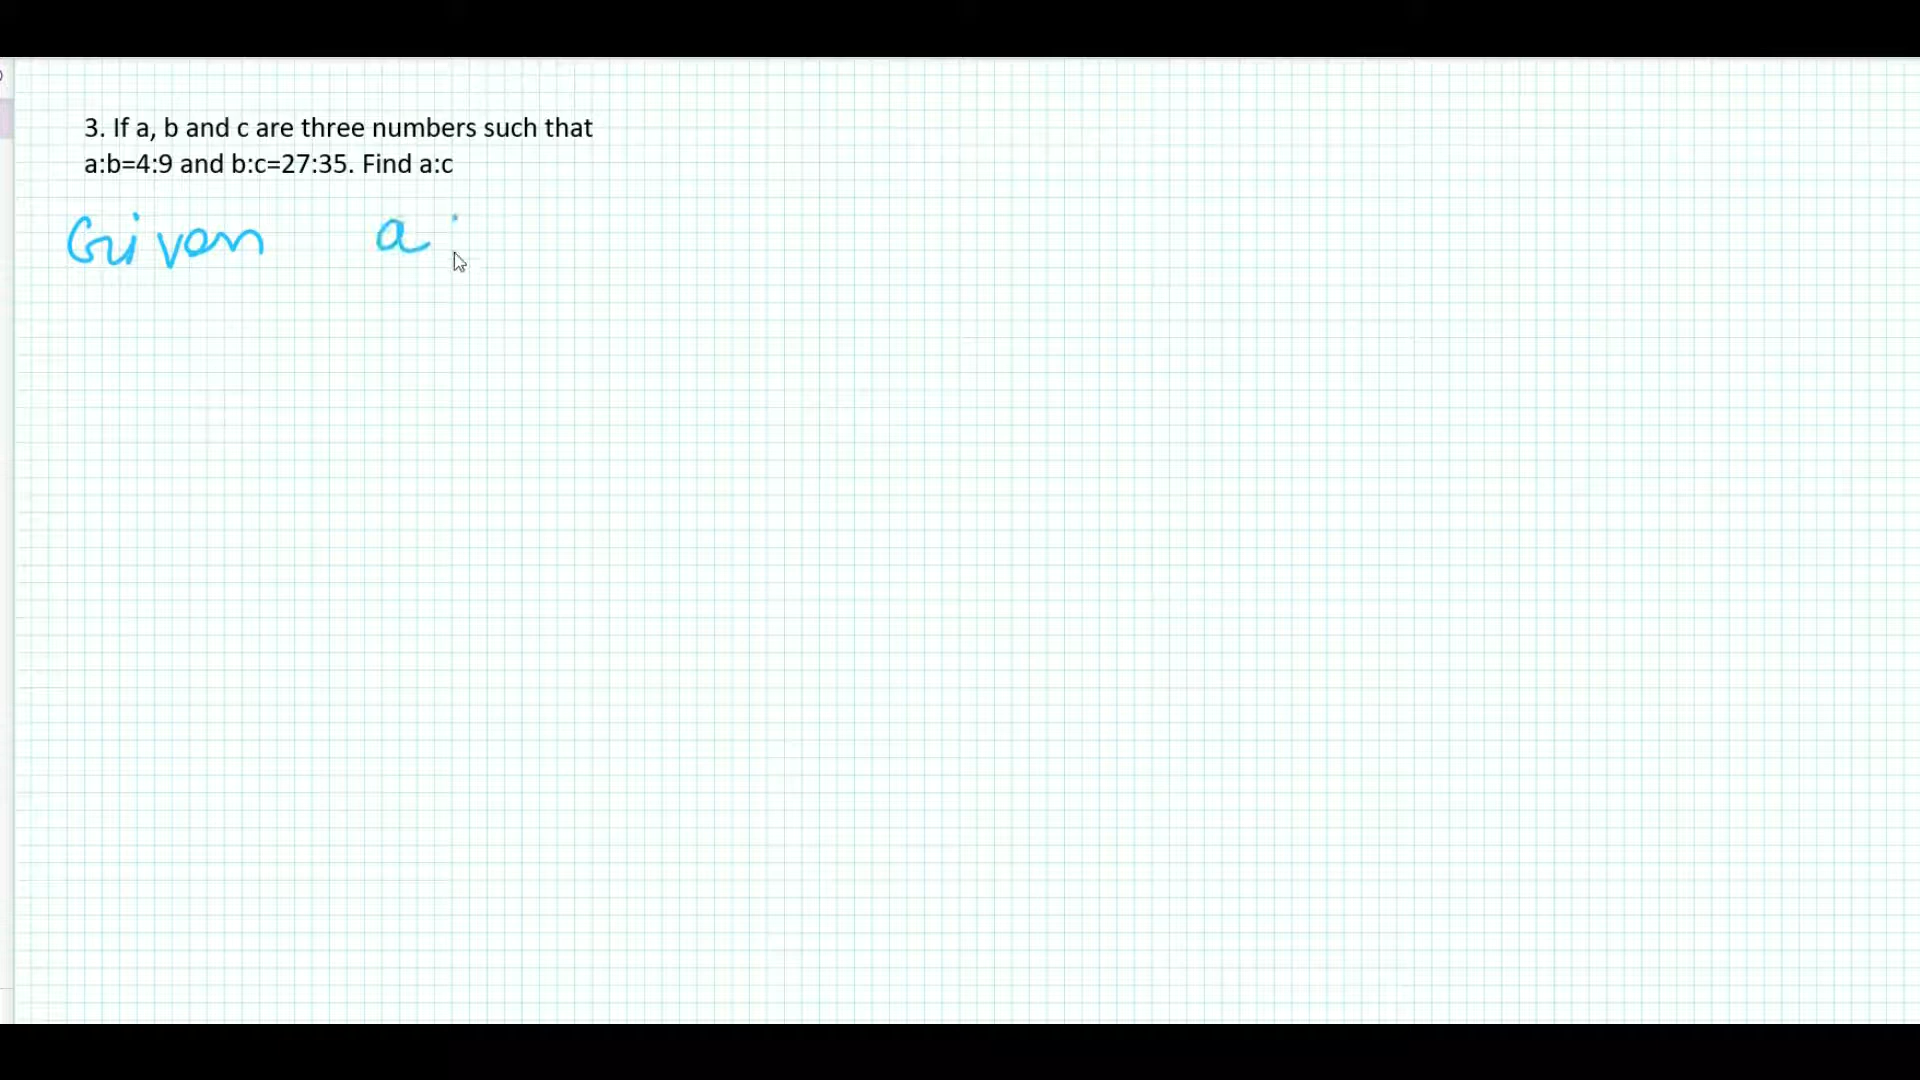 3. If a, b and c are three numbers such that
a:b=4:9 and b:c=27:35. Find a:c
Given a